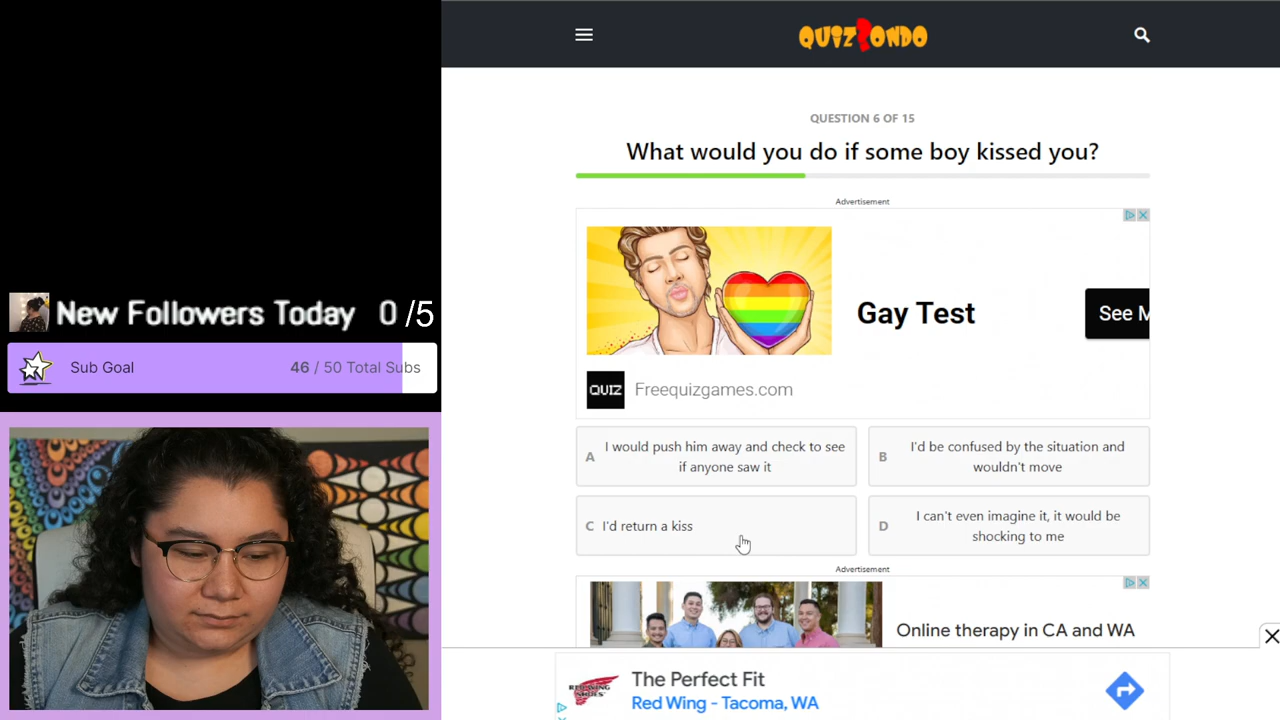 QUIZ ONDO
QUESTION 6 OF 15
What would you do if some boy kissed you?
Advertisement
Gay Test
See M
QUIZ
Freequizgames.com
New Followers Today 0 /5
Sub Goal 46 / 50 Total Subs
A I would push him away and check to see
if anyone saw it
B I'd be confused by the situation and
wouldn't move
C I'd return a kiss
D I can't even imagine it, it would be
shocking to me
Advertisement
Online therapy in CA and WA
RED WING
SHOES
The Perfect Fit
Red Wing - Tacoma, WA